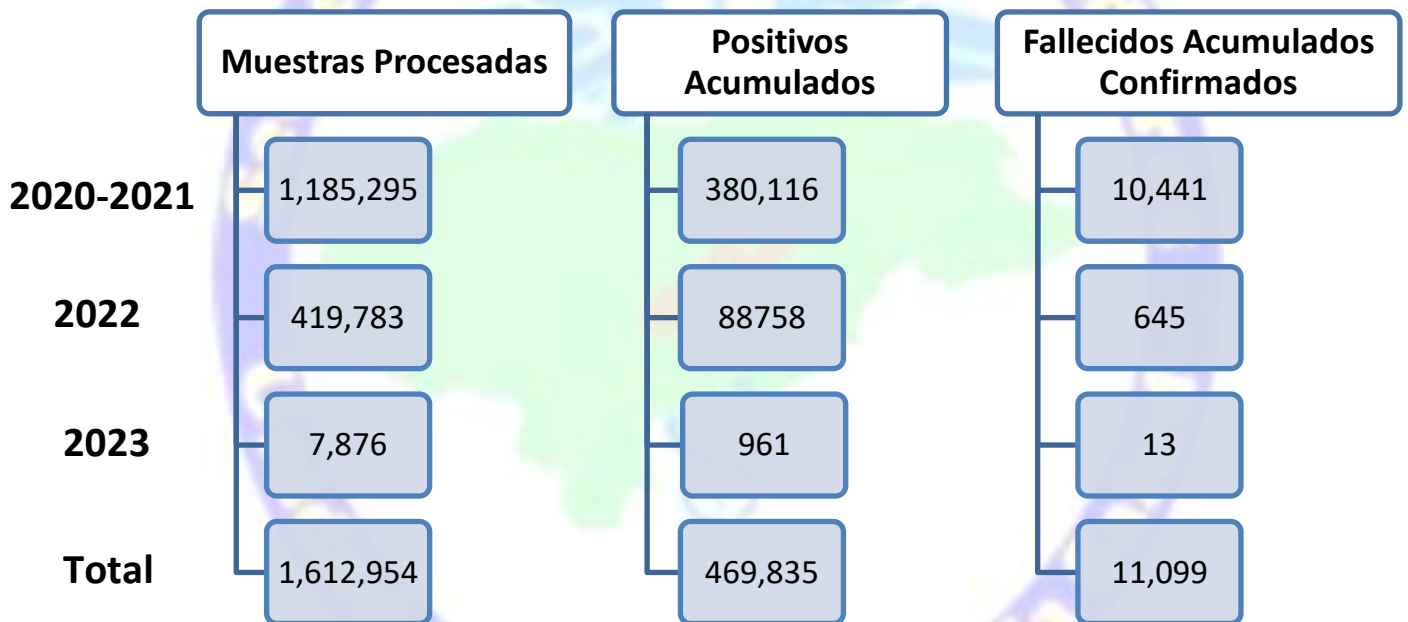 Muestras Procesadas
Positivos
Acumulados
Fallecidos Acumulados
Confirmados
2020-2021
1,185,295
380,116
10,441
2022
419,783
88758
645
2023
7,876
961
13
Total
1,612,954
469,835
11,099